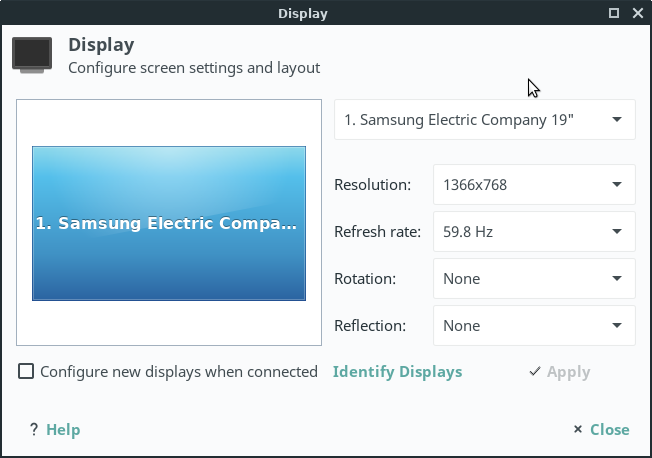 Display
Display
Configure screen settings and layout
1. Samsung Electric Compa...
1. Samsung Electric Company 19"
Resolution: 1366x768
Refresh rate: 59.8 Hz
Rotation: None
Reflection: None
Configure new displays when connected Identify Displays Apply
? Help Close